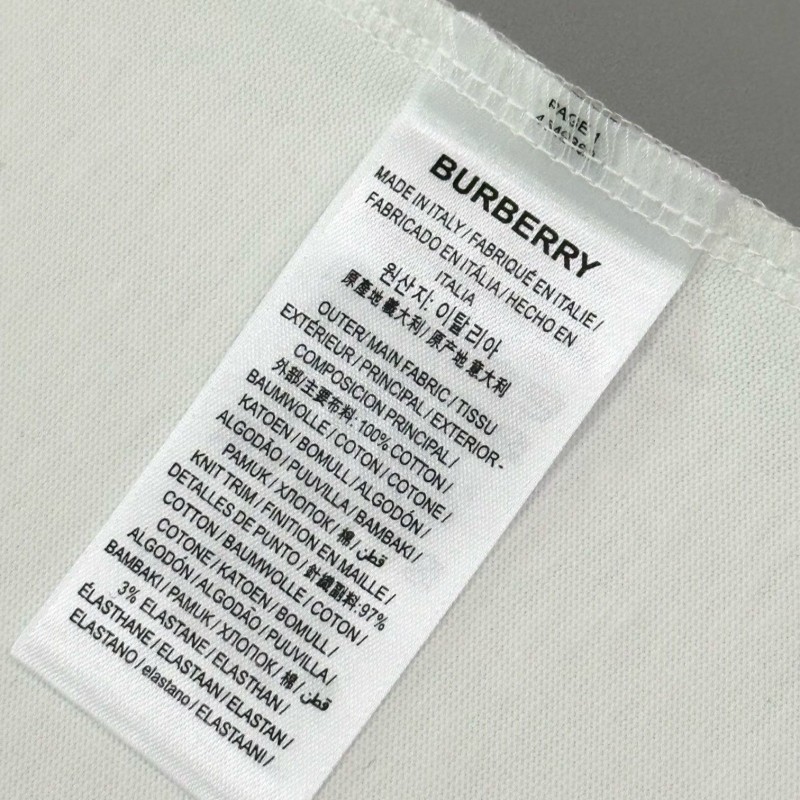 PAGE 1
BURBERRY
MADE IN ITALY / FABRIQUÉ EN ITALIE /
FABRICADO EN ITÁLIA / HECHO EN
ITALIA
원산지: 이탈리아
原產地 義大利 / 原产地 意大利
OUTER / MAIN FABRIC / TISSU
EXTÉRIEUR / PRINCIPAL / EXTERIOR -
COMPOSICION PRINCIPAL /
外部/主要布料: 100% COTTON /
BAUMWOLLE / COTON / COTONE /
KATOEN / BOMULL / ALGODÓN /
ALGODÃO / PUUVILLA / BAMBAKI /
PAMUK / ХЛОПОК / 棉 / قطن
KNIT TRIM / FINITION EN MAILLE /
DETALLES DE PUNTO / 針織副料: 97%
COTTON / BAUMWOLLE / COTON /
COTONE / KATOEN / BOMULL /
ALGODÓN / ALGODAO / PUUVILLA /
BAMBAKI / PAMUK / ХЛОПОК / 棉 / قطن
3% ELASTANE / ELASTHAN /
ÉLASTHANE / ELASTAAN / ELASTAN /
ELASTANO / elastano / ELASTAANI /